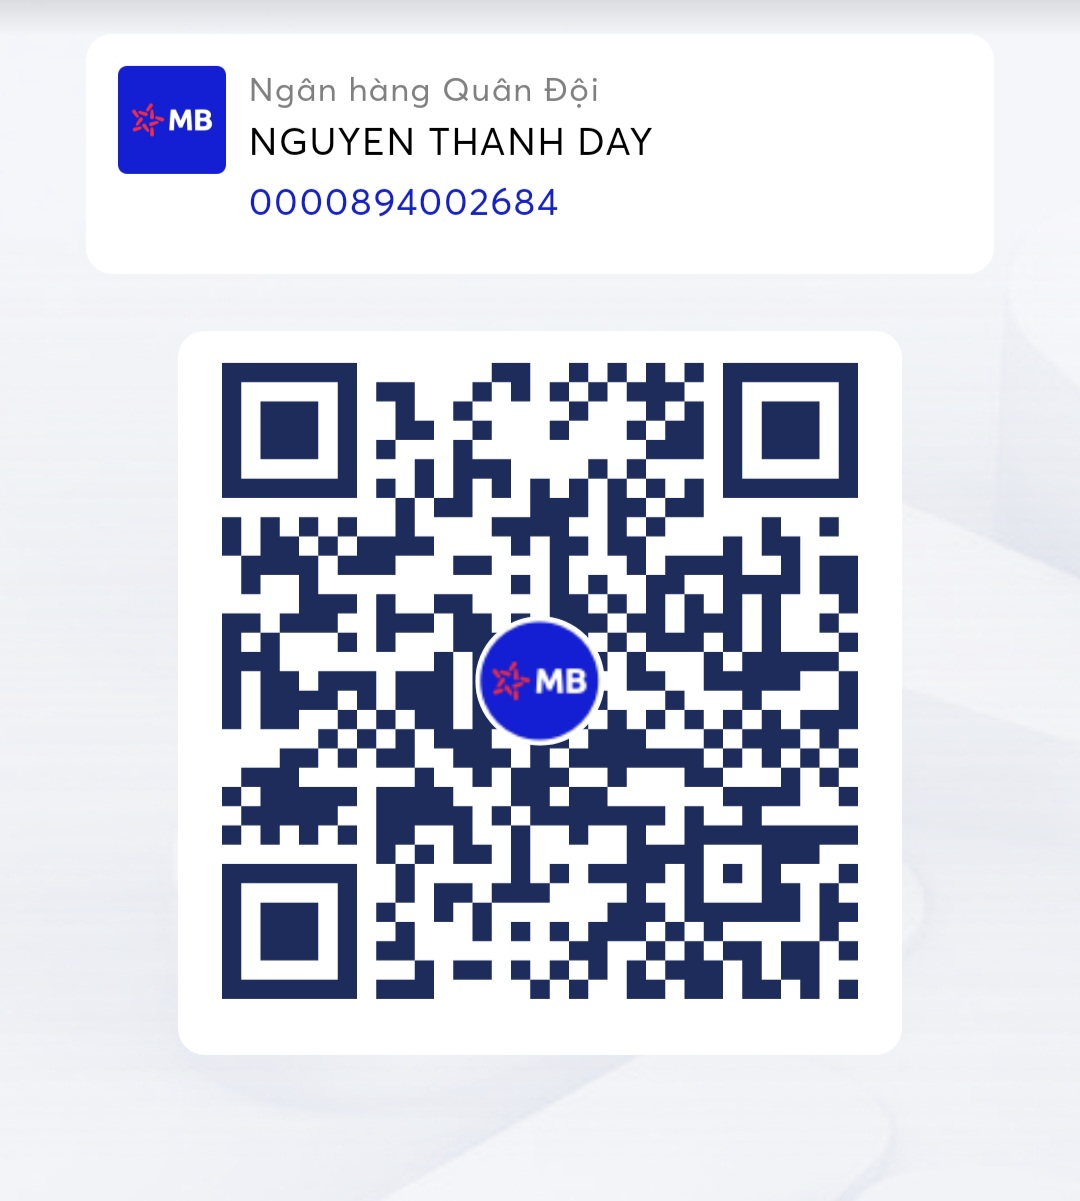 MB
Ngân hàng Quân Đội
NGUYEN THANH DAY
0000894002684
MB